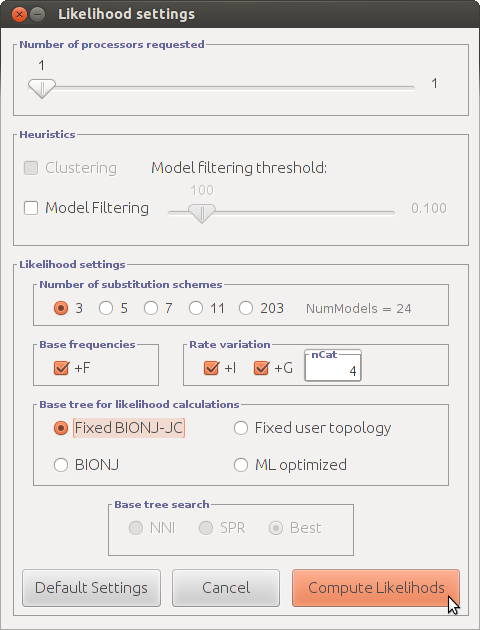 Likelihood settings
Number of processors requested
1
1
Heuristics
Clustering Model filtering threshold:
100
Model Filtering 0.100
Likelihood settings
Number of substitution schemes
3 5 7 11 203 NumModels = 24
Base frequencies Rate variation
nCat
+F +I +G 4
Base tree for likelihood calculations
Fixed BIONJ-JC Fixed user topology
BIONJ ML optimized
Base tree search
NNI SPR Best
Default Settings Cancel Compute Likelihods